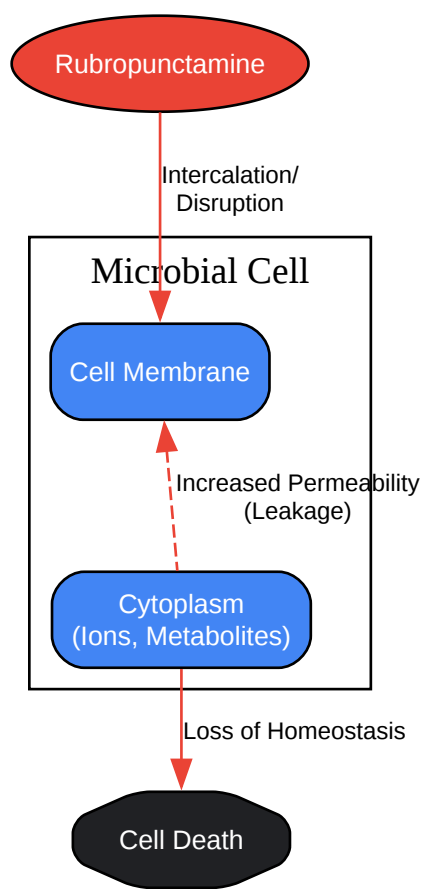 Rubropunctamine
Intercalation/
Disruption
Microbial Cell
Cell Membrane
Increased Permeability
(Leakage)
Cytoplasm
(Ions, Metabolites)
Loss of Homeostasis
Cell Death